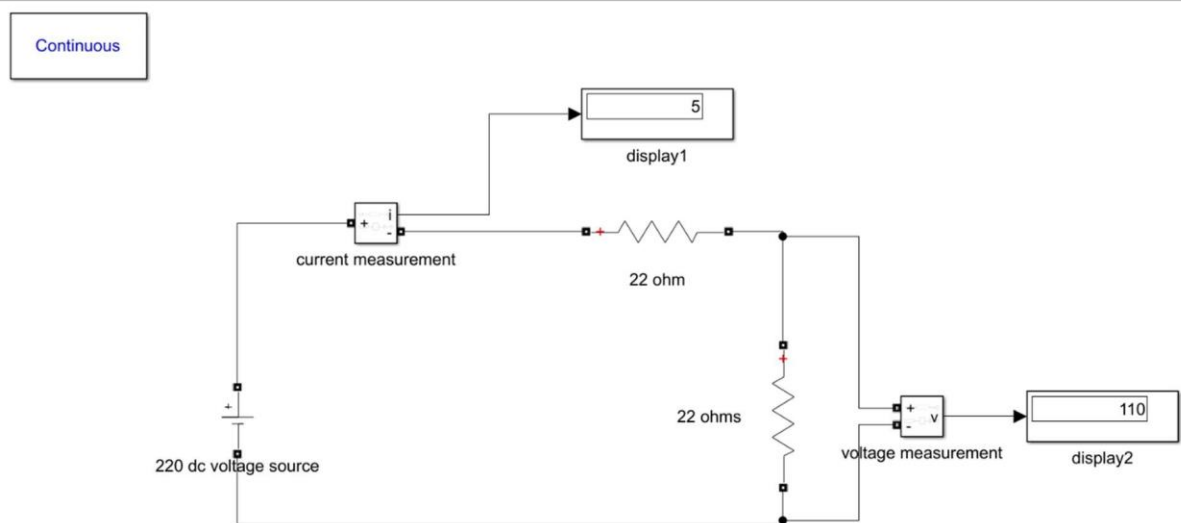 Continuous
5
display1
i
+
-
current measurement
+
22 ohm
+
+
22 ohms
+
-
v
110
220 dc voltage source
voltage measurement
display2